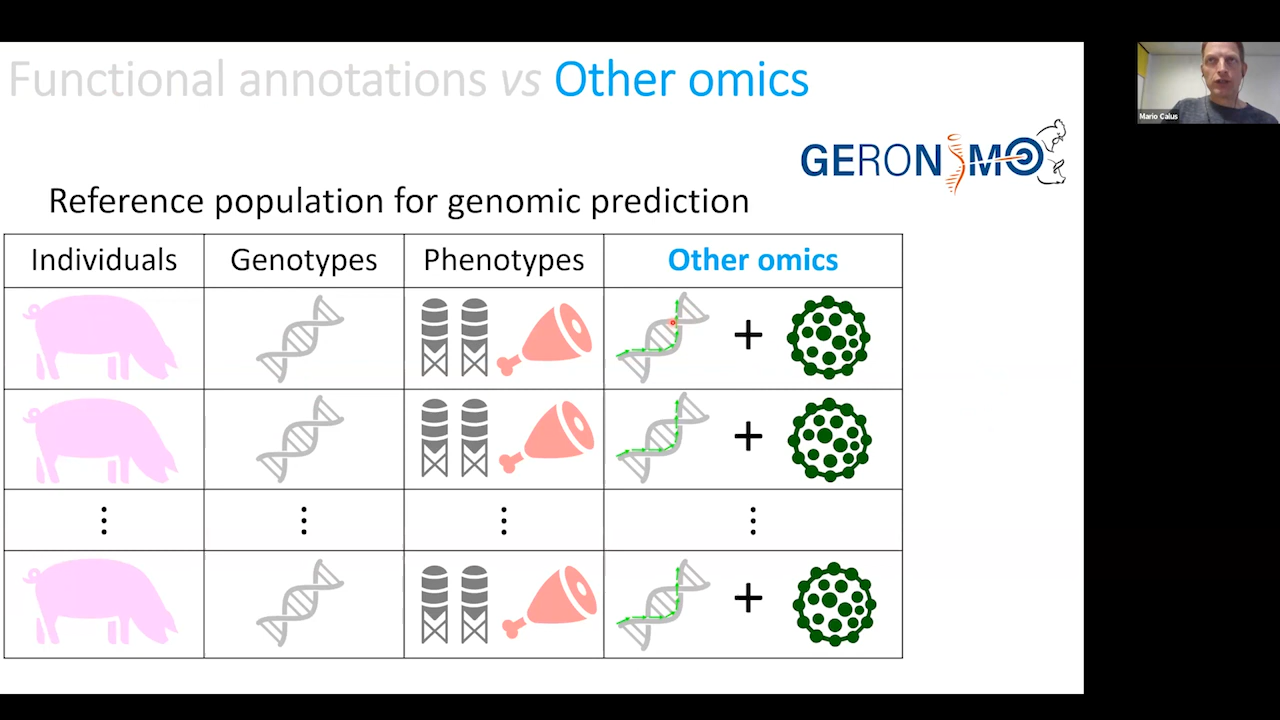 Functional annotations vs Other omics
Mario Calus
GERONIMO
Reference population for genomic prediction
Individuals Genotypes Phenotypes Other omics
+
+
+